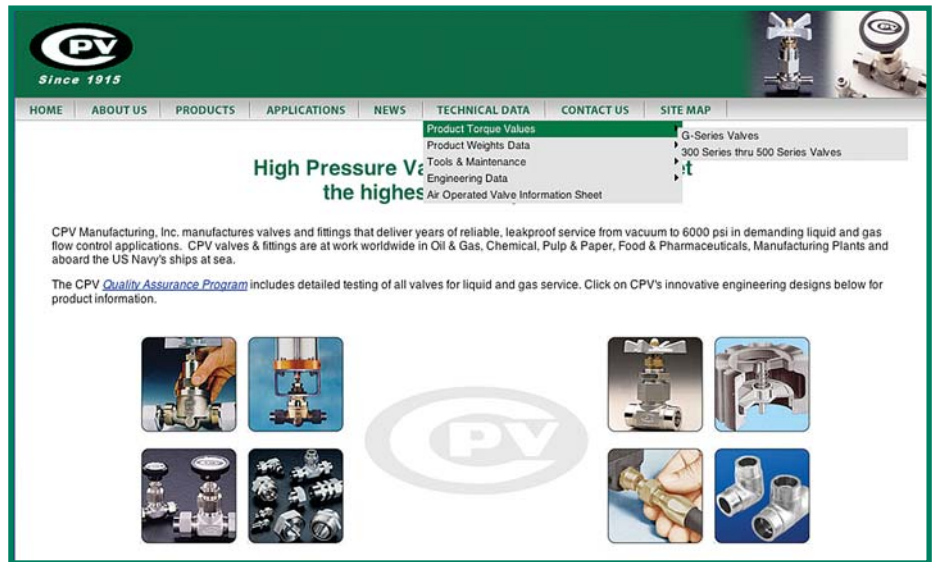 CPV
Since 1915
HOME ABOUT US PRODUCTS APPLICATIONS NEWS TECHNICAL DATA CONTACT US SITE MAP
Product Torque Values
G-Series Valves
Product Weights Data
300 Series thru 500 Series Valves
Tools & Maintenance
Engineering Data
Air Operated Valve Information Sheet
High Pressure Va
the highes
CPV Manufacturing, Inc. manufactures valves and fittings that deliver years of reliable, leakproof service from vacuum to 6000 psi in demanding liquid and gas
flow control applications. CPV valves & fittings are at work worldwide in Oil & Gas, Chemical, Pulp & Paper, Food & Pharmaceuticals, Manufacturing Plants and
aboard the US Navy's ships at sea.
The CPV Quality Assurance Program includes detailed testing of all valves for liquid and gas service. Click on CPV's innovative engineering designs below for
product information.
CPV